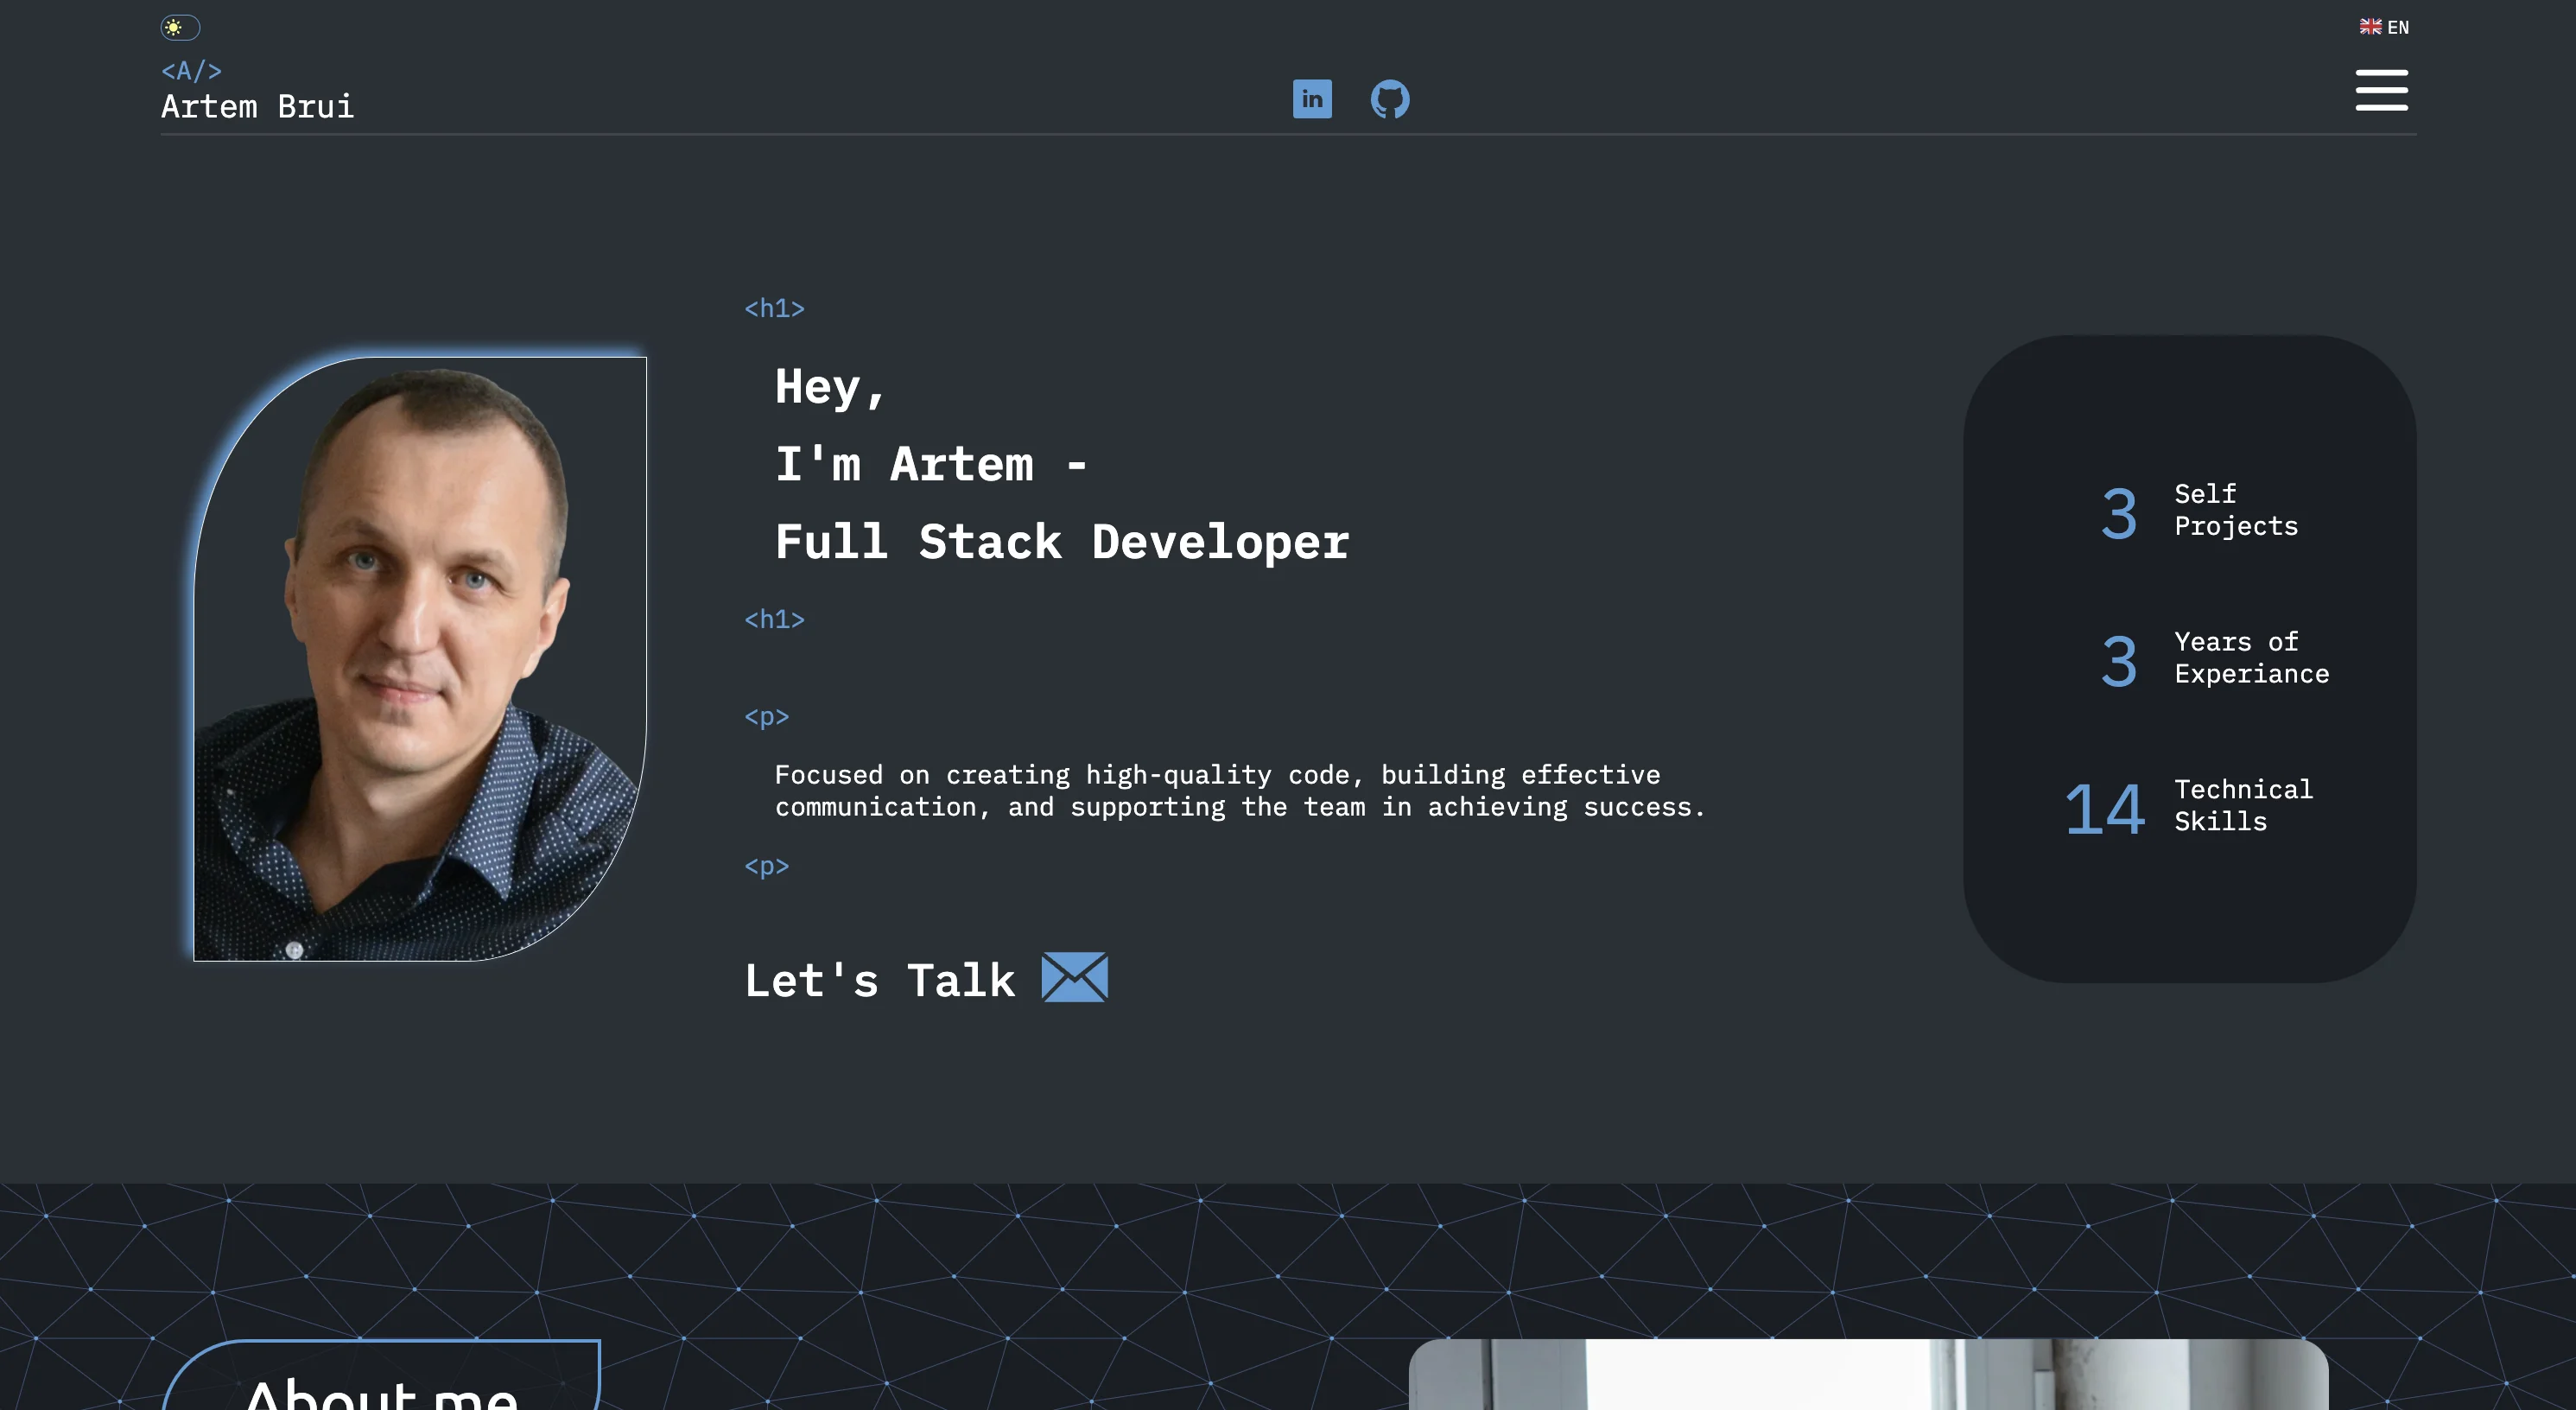 EN
<A/>
Artem Brui
in
<h1>
Hey,
I'm Artem -
Full Stack Developer
<h1>
<p>
Focused on creating high-quality code, building effective
communication, and supporting the team in achieving success.
<p>
Let's Talk
3
Self
Projects
3
Years of
Experiance
14
Technical
Skills
About me